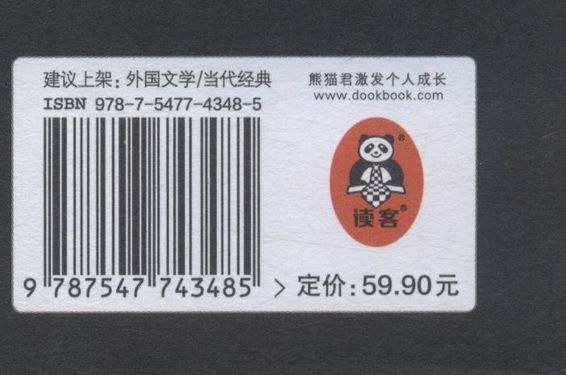 建议上架：外国文学/当代经典
ISBN 978-7-5477-4348-5
9 787547 743485 >
熊猫君激发个人成长
www.dookbook.com
®
读客®
定价：59.90元